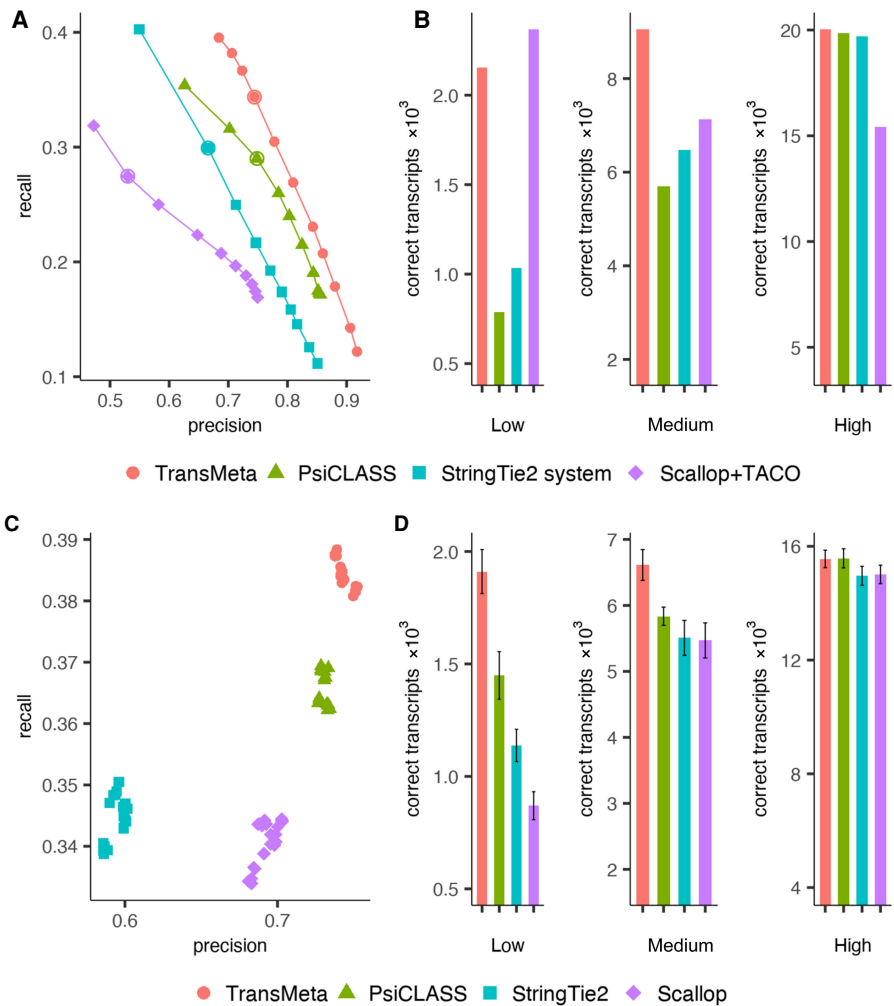 A
recall
0.4
0.3
0.2
0.1
0.5
0.6
0.7
0.8
0.9
precision
B
correct transcripts ×10³
2.0
1.5
1.0
0.5
Low
correct transcripts ×10³
8
6
4
2
Medium
correct transcripts ×10³
20
15
10
5
High
TransMeta
PsiCLASS
StringTie2 system
Scallop+TACO
C
recall
0.39
0.38
0.37
0.36
0.35
0.34
0.6
0.7
precision
D
correct transcripts ×10³
2.0
1.5
1.0
0.5
Low
correct transcripts ×10³
7
6
5
4
3
2
Medium
correct transcripts ×10³
16
12
8
4
High
TransMeta
PsiCLASS
StringTie2
Scallop